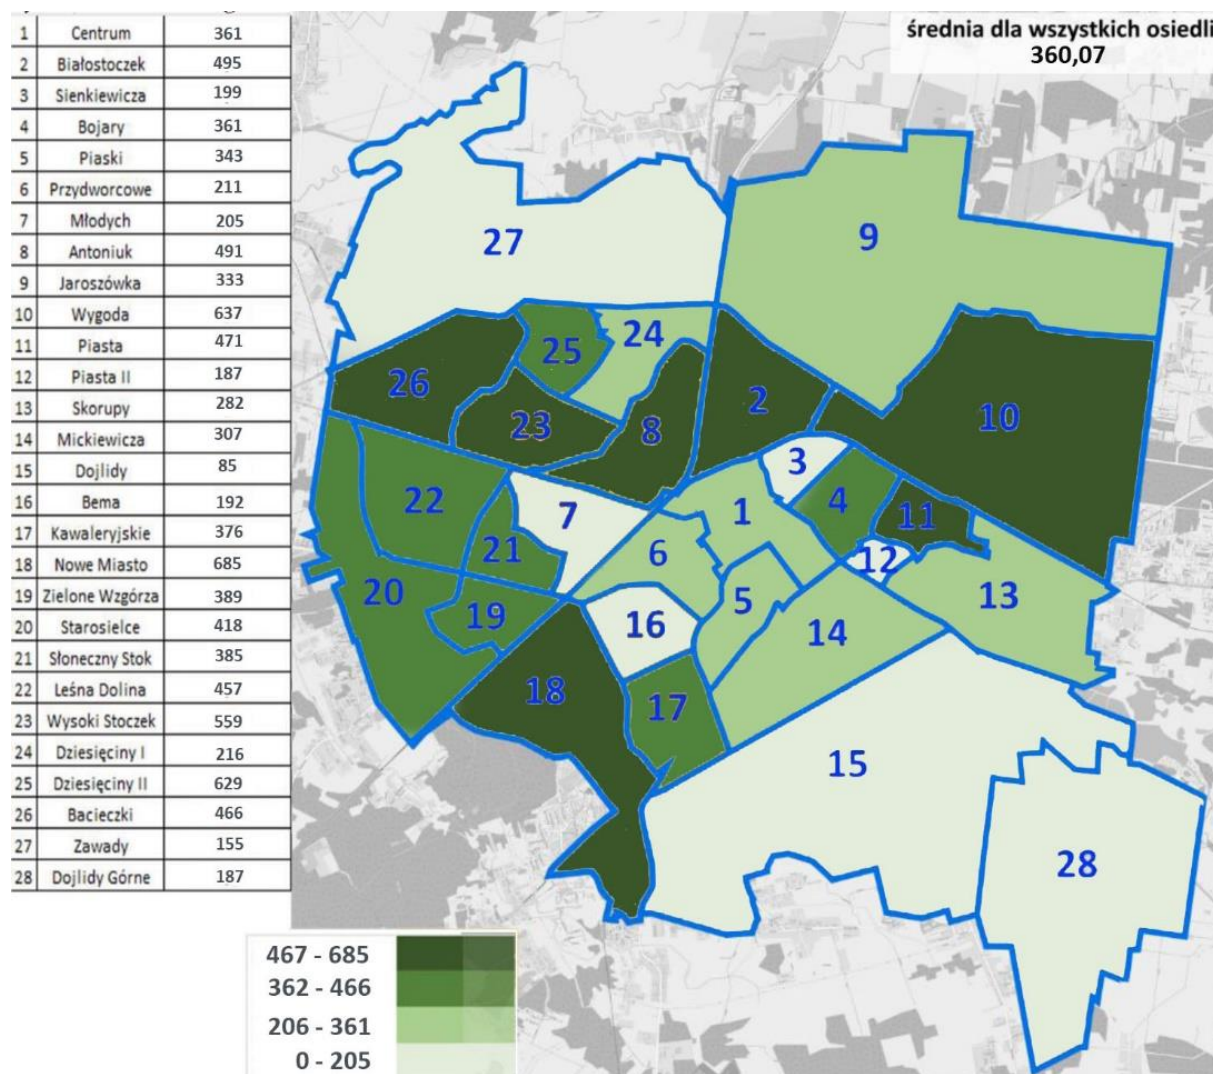 1 Centrum 361
2 Białostoczek 495
3 Sienkiewicza 199
4 Bojary 361
5 Piaski 343
6 Przydworcowe 211
7 Młodych 205
8 Antoniuk 491
9 Jaroszówka 333
10 Wygoda 637
11 Piasta 471
12 Piasta II 187
13 Skorupy 282
14 Mickiewicza 307
15 Dojlidy 85
16 Bema 192
17 Kawaleryjskie 376
18 Nowe Miasto 685
19 Zielone Wzgórza 389
20 Starosielce 418
21 Słoneczny Stok 385
22 Leśna Dolina 457
23 Wysoki Stoczek 559
24 Dziesięciny I 216
25 Dziesięciny II 629
26 Bacieczki 466
27 Zawady 155
28 Dojlidy Górne 187
średnia dla wszystkich osiedli
360,07
27
9
24
25
26
2
23
8
10
3
22
1
4
11
7
21
6
12
20
5
13
19
16
14
18
17
15
28
467 - 685
362 - 466
206 - 361
0 - 205